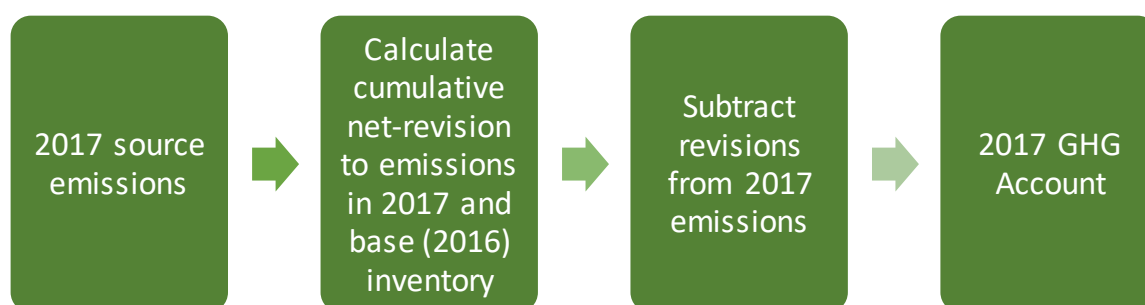 2017 source
emissions
Calculate
cumulative
net-revision
to emissions
in 2017 and
base (2016)
inventory
Subtract
revisions
from 2017
emissions
2017 GHG
Account